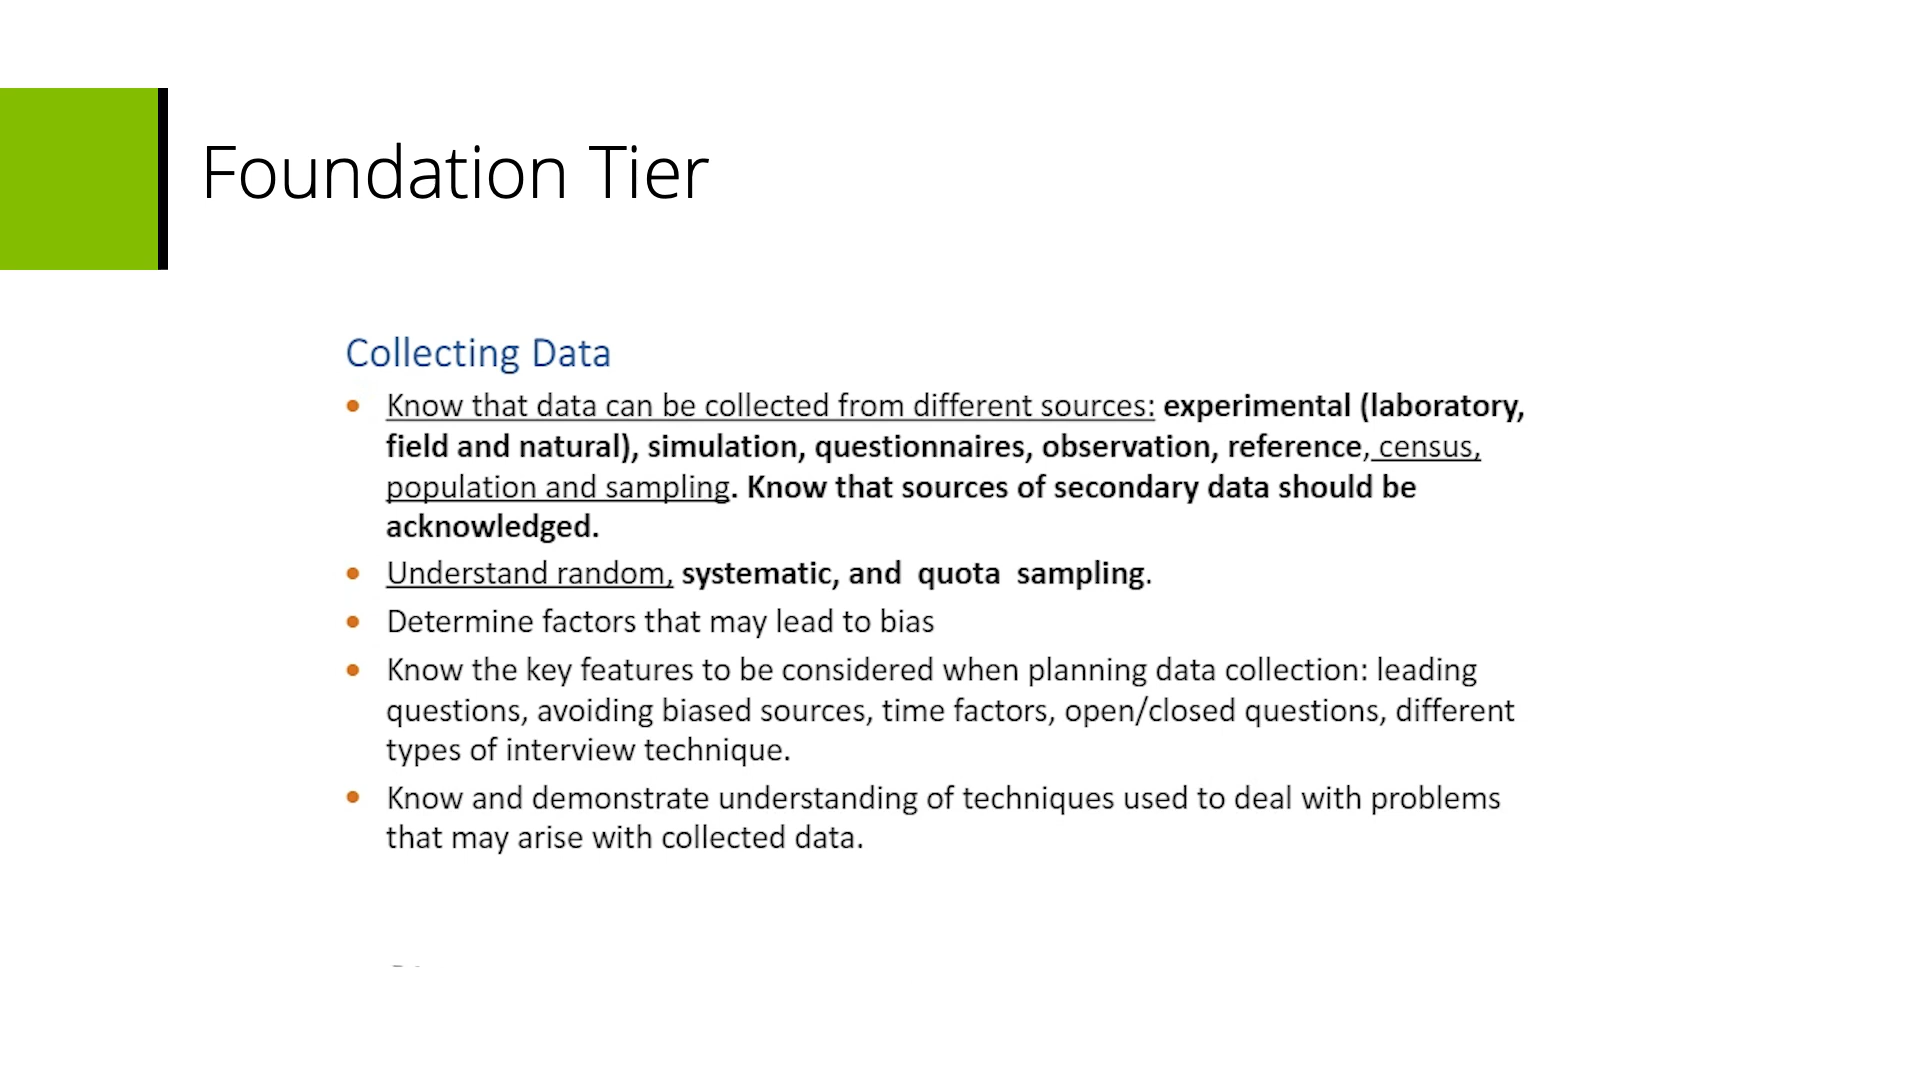 Foundation Tier
Collecting Data
• Know that data can be collected from different sources: experimental (laboratory,
field and natural), simulation, questionnaires, observation, reference, census,
population and sampling. Know that sources of secondary data should be
acknowledged.
• Understand random, systematic, and quota sampling.
• Determine factors that may lead to bias
• Know the key features to be considered when planning data collection: leading
questions, avoiding biased sources, time factors, open/closed questions, different
types of interview technique.
• Know and demonstrate understanding of techniques used to deal with problems
that may arise with collected data.